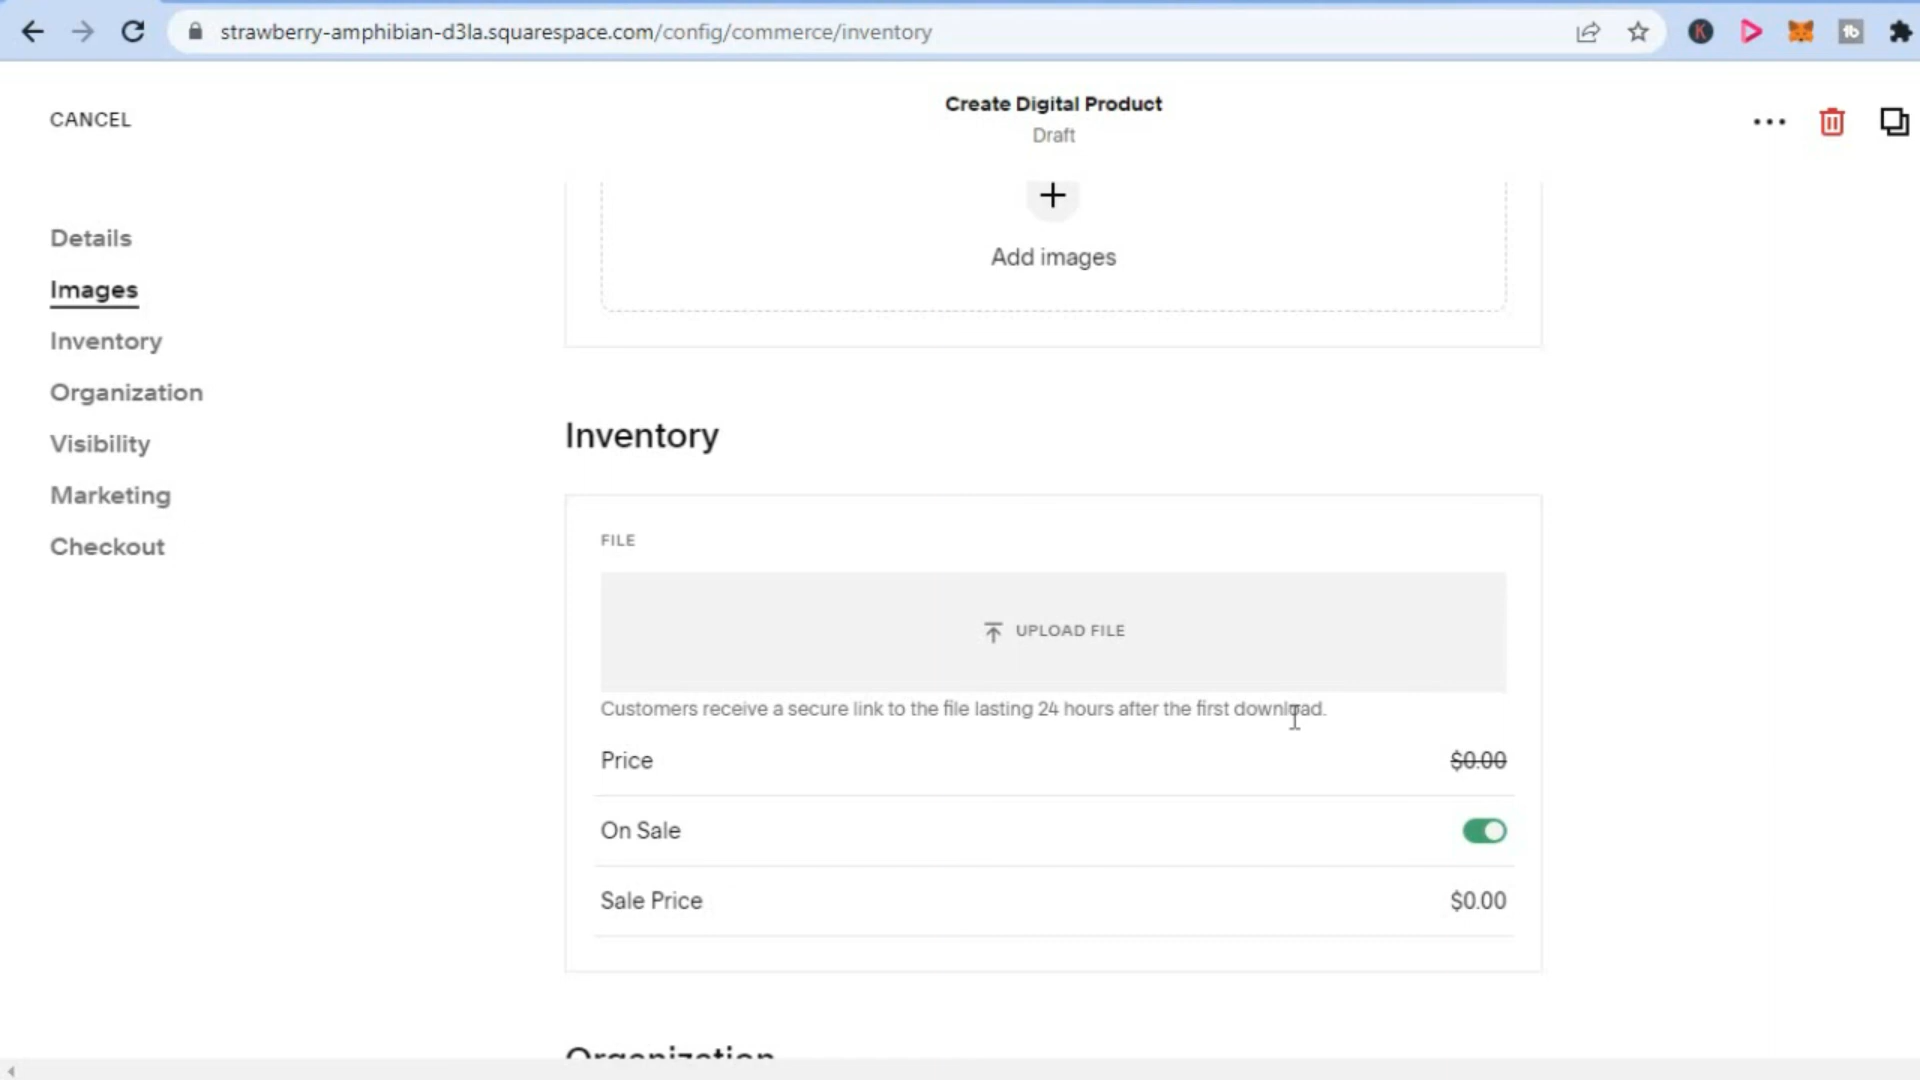 strawberry-amphibian-d3la.squarespace.com/config/commerce/inventory
K
tb
CANCEL
Create Digital Product
Draft
Details
Images
Inventory
Organization
Visibility
Marketing
Checkout
Add images
Inventory
FILE
UPLOAD FILE
Customers receive a secure link to the file lasting 24 hours after the first download.
Price $0.00
On Sale
Sale Price $0.00
Organization